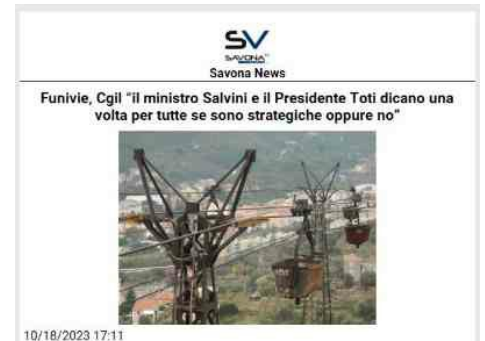 SV
SAVONA
Savona News
Funivie, Cgil "il ministro Salvini e il Presidente Toti dicano una
volta per tutte se sono strategiche oppure no"
10/18/2023 17:11